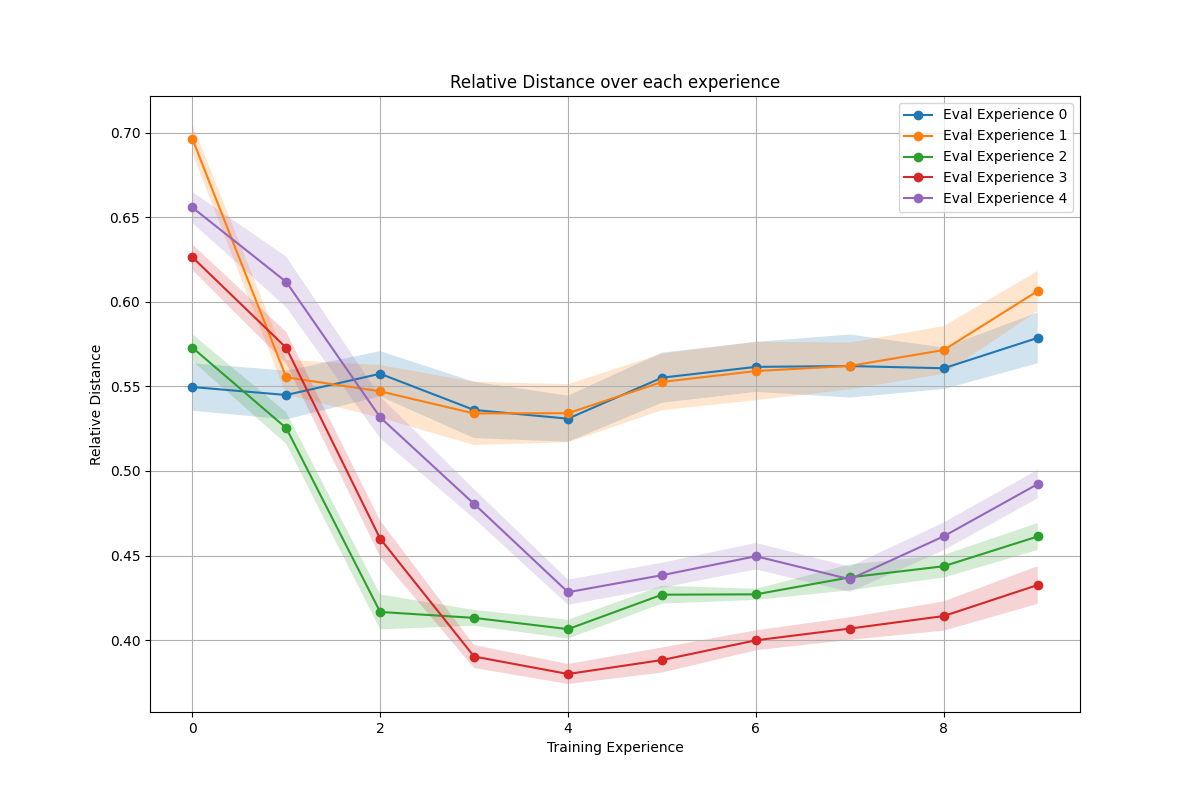 Relative Distance over each experience
Eval Experience 0
Eval Experience 1
Eval Experience 2
Eval Experience 3
Eval Experience 4
Relative Distance
0.70
0.65
0.60
0.55
0.50
0.45
0.40
0 2 4 6 8
Training Experience